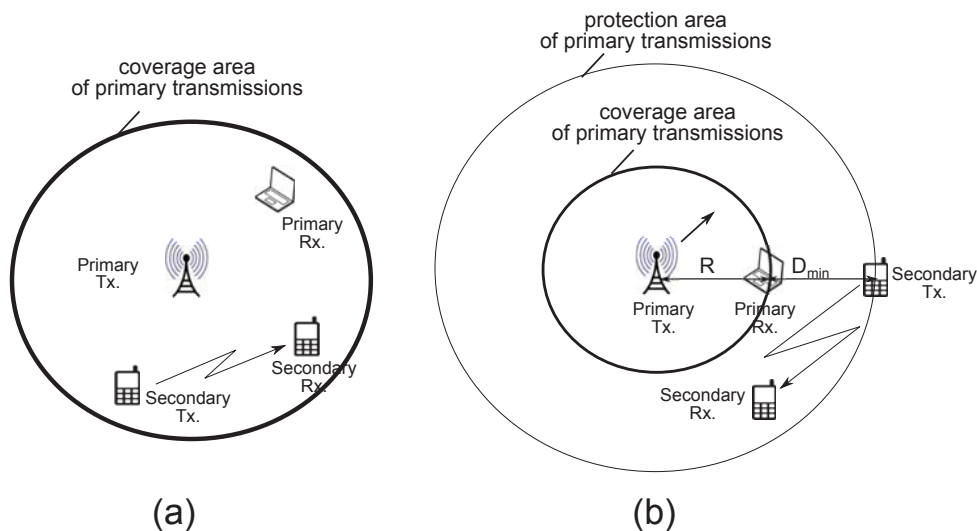 coverage area
of primary transmissions
Primary
Rx.
Primary
Tx.
Secondary
Rx.
Secondary
Tx.
(a)
protection area
of primary transmissions
coverage area
of primary transmissions
R
D_min
Primary
Tx.
Primary
Rx.
Secondary
Tx.
Secondary
Rx.
(b)